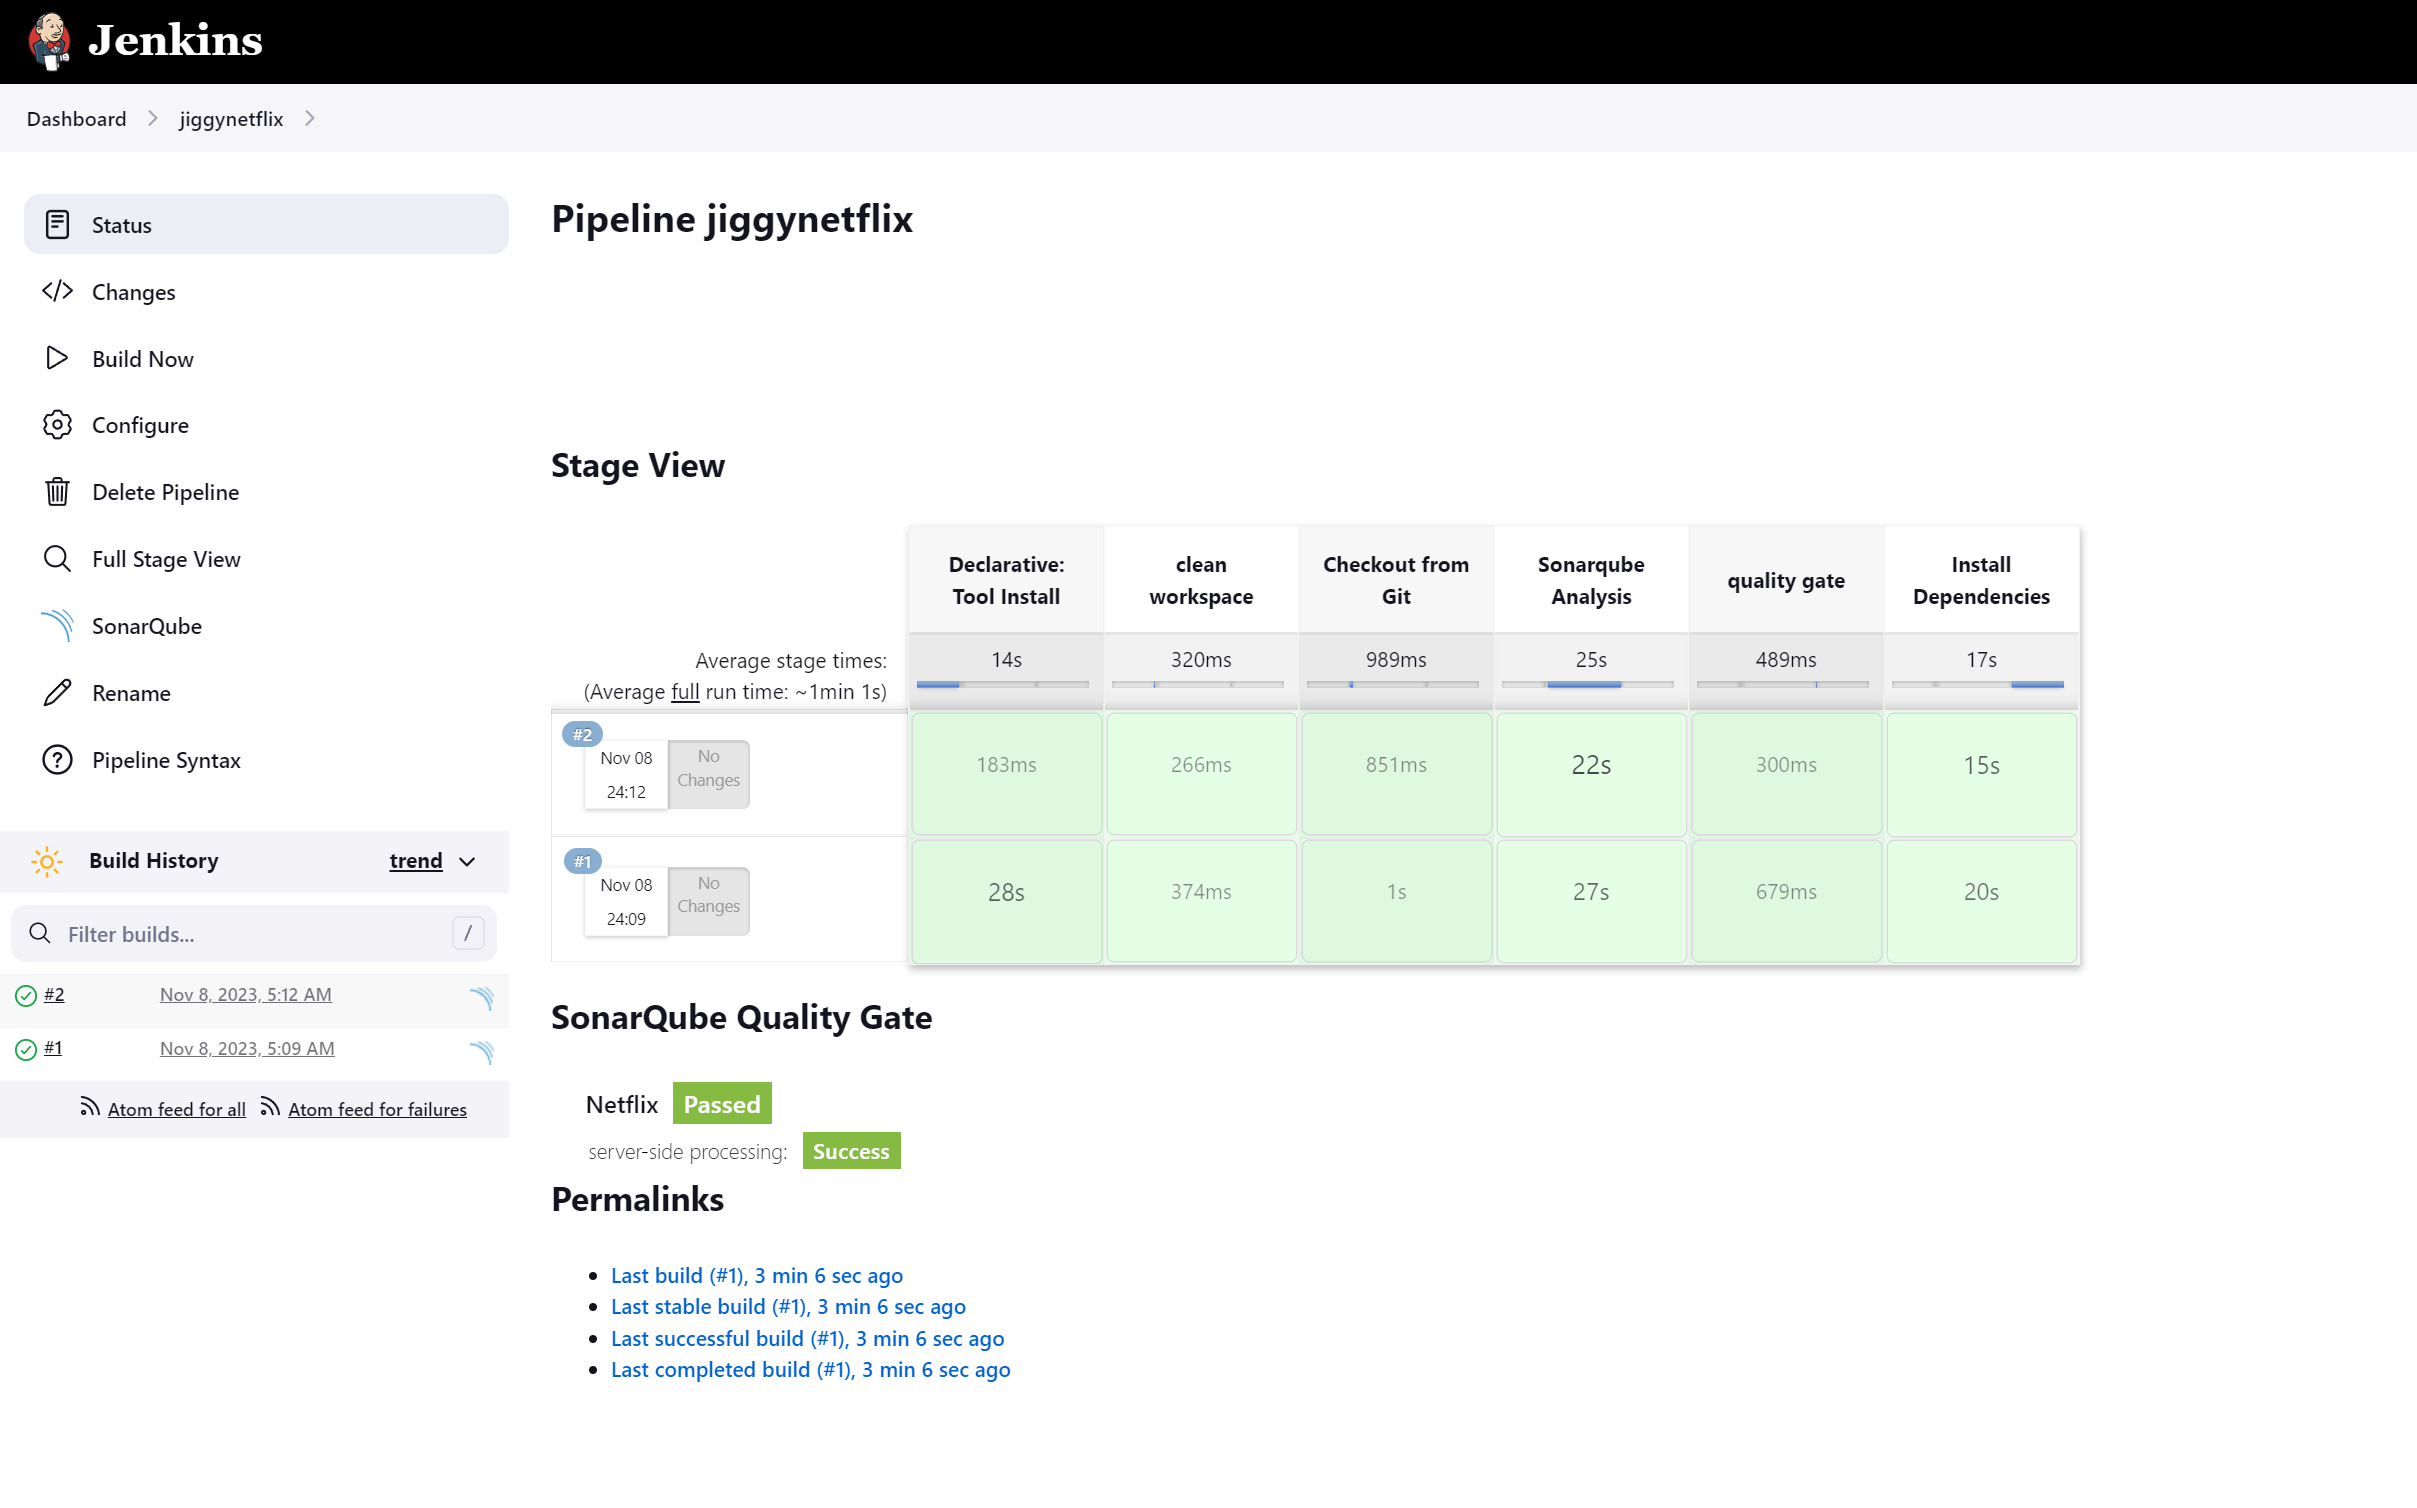 Jenkins
Dashboard
jiggynetflix
Status
Changes
Build Now
Configure
Delete Pipeline
Full Stage View
SonarQube
Rename
Pipeline Syntax
Build History
trend
Filter builds...
/
#2
Nov 8, 2023, 5:12 AM
#1
Nov 8, 2023, 5:09 AM
Atom feed for all
Atom feed for failures
Pipeline jiggynetflix
Stage View
Declarative:
Tool Install
clean
workspace
Checkout from
Git
Sonarqube
Analysis
quality gate
Install
Dependencies
Average stage times:
(Average full run time: ~1min 1s)
14s
320ms
989ms
25s
489ms
17s
#2
Nov 08
24:12
No
Changes
183ms
266ms
851ms
22s
300ms
15s
#1
Nov 08
24:09
No
Changes
28s
374ms
1s
27s
679ms
20s
SonarQube Quality Gate
Netflix Passed
server-side processing: Success
Permalinks
Last build (#1), 3 min 6 sec ago
Last stable build (#1), 3 min 6 sec ago
Last successful build (#1), 3 min 6 sec ago
Last completed build (#1), 3 min 6 sec ago